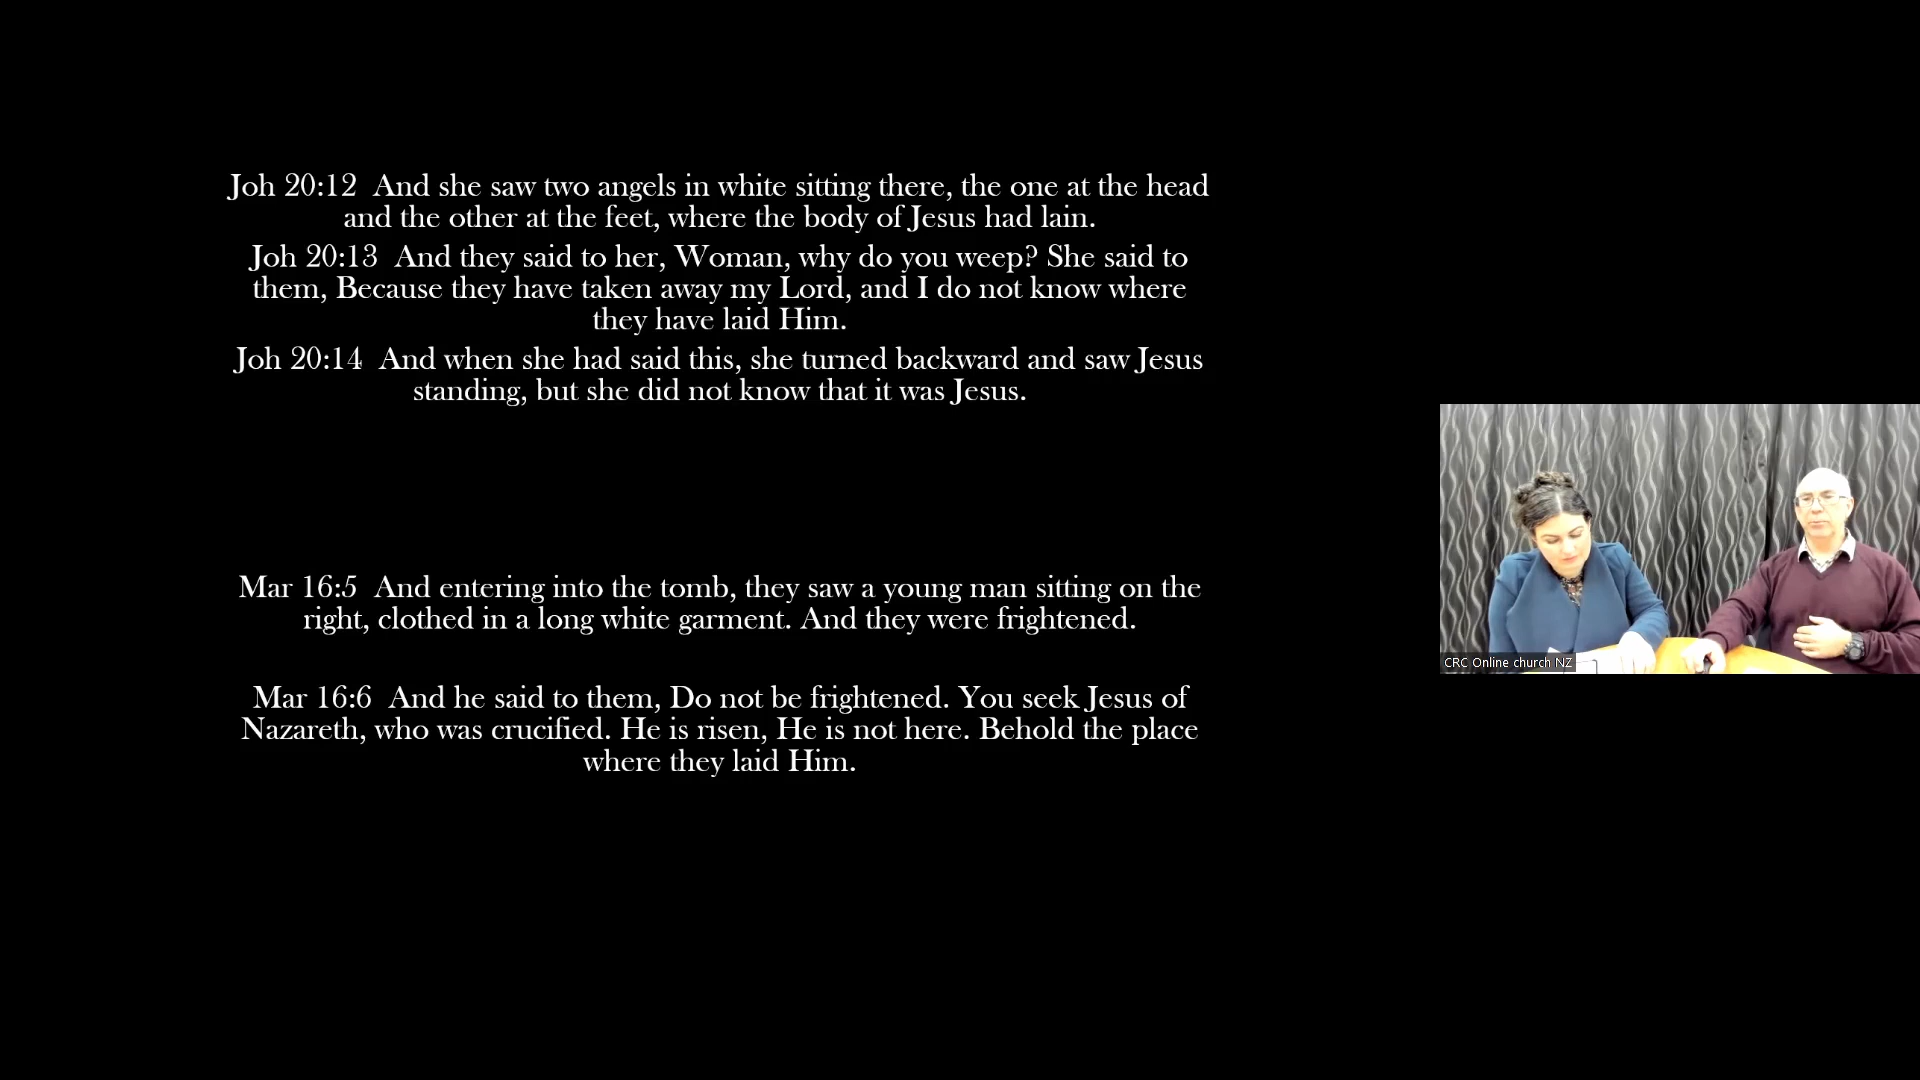 Joh 20:12  And she saw two angels in white sitting there, the one at the head
and the other at the feet, where the body of Jesus had lain.
Joh 20:13  And they said to her, Woman, why do you weep? She said to
them, Because they have taken away my Lord, and I do not know where
they have laid Him.
Joh 20:14  And when she had said this, she turned backward and saw Jesus
standing, but she did not know that it was Jesus.
Mar 16:5  And entering into the tomb, they saw a young man sitting on the
right, clothed in a long white garment. And they were frightened.
Mar 16:6  And he said to them, Do not be frightened. You seek Jesus of
Nazareth, who was crucified. He is risen, He is not here. Behold the place
where they laid Him.
CRC Online church NZ